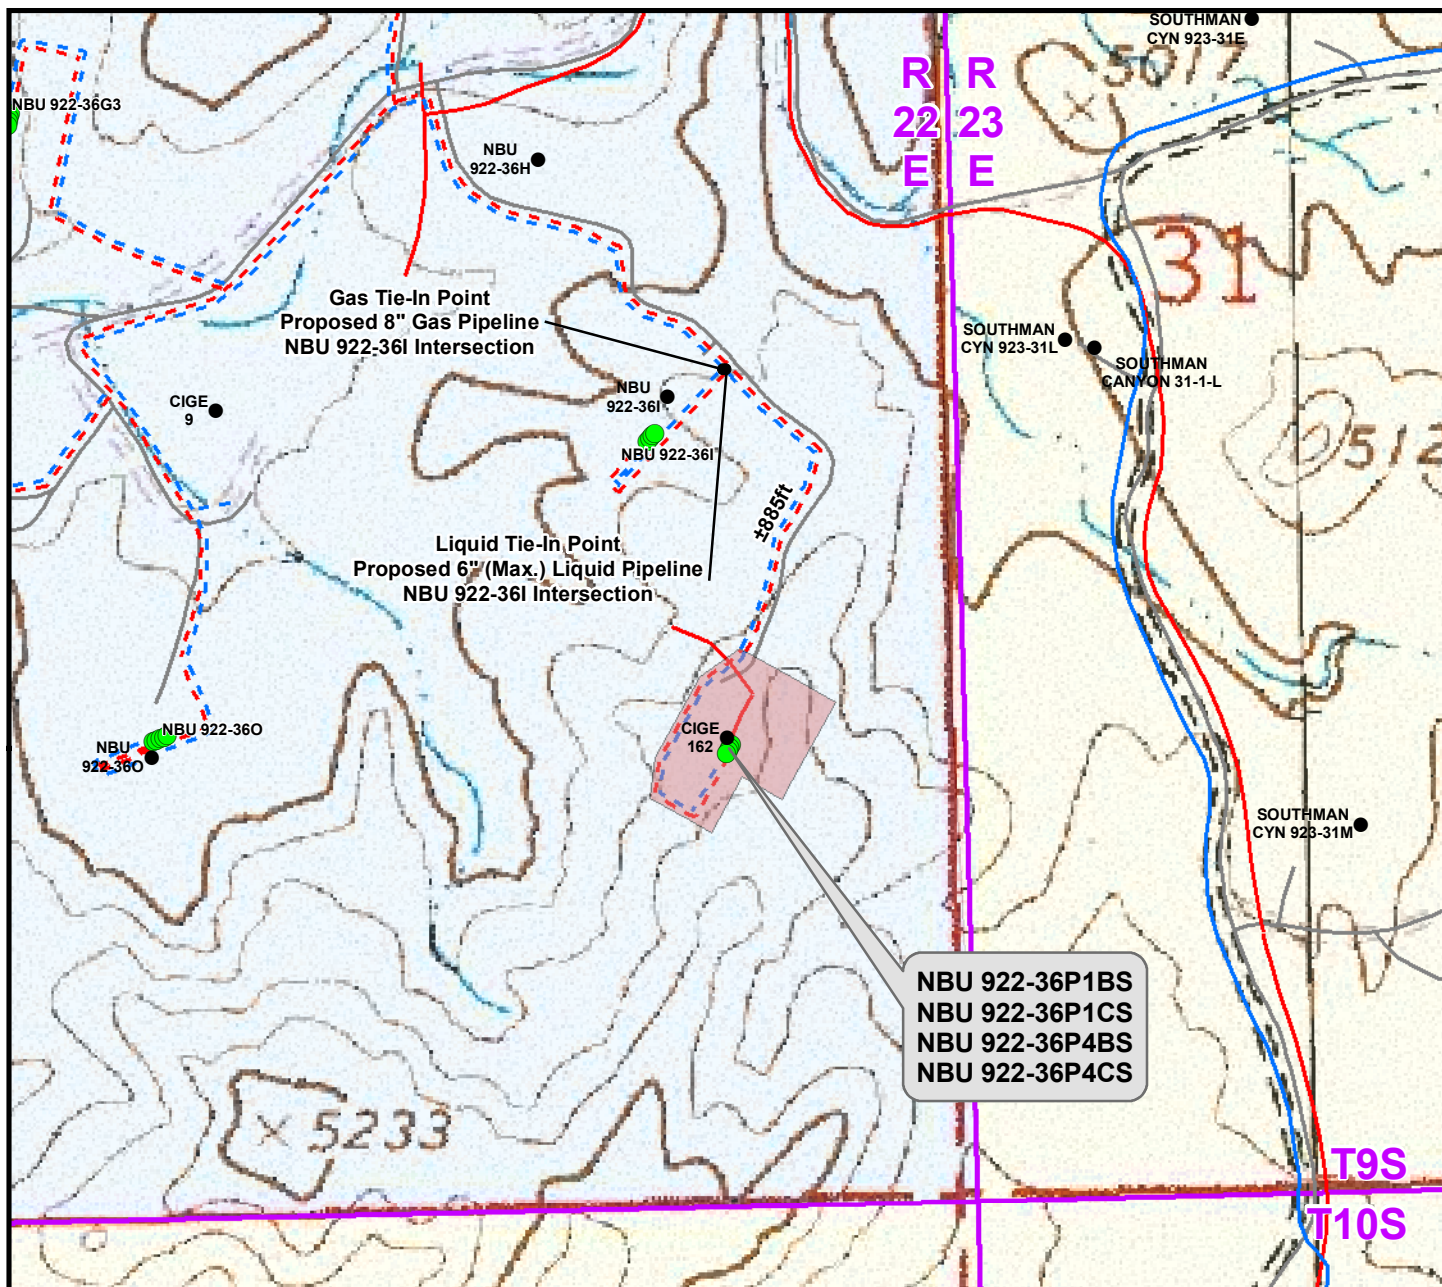 SOUTHMAN
CYN 923-31E
5017
R R
22 23
E E
NBU 922-36G3
NBU
922-36H
31
Gas Tie-In Point
Proposed 8" Gas Pipeline
NBU 922-36I Intersection
SOUTHMAN
CYN 923-31L
SOUTHMAN
CANYON 31-1-L
NBU
922-36I
CIGE
9
NBU 922-36I
512
±885ft
Liquid Tie-In Point
Proposed 6" (Max.) Liquid Pipeline
NBU 922-36I Intersection
NBU 922-36O
NBU
922-36O
CIGE
162
SOUTHMAN
CYN 923-31M
NBU 922-36P1BS
NBU 922-36P1CS
NBU 922-36P4BS
NBU 922-36P4CS
5233
T9S
T10S